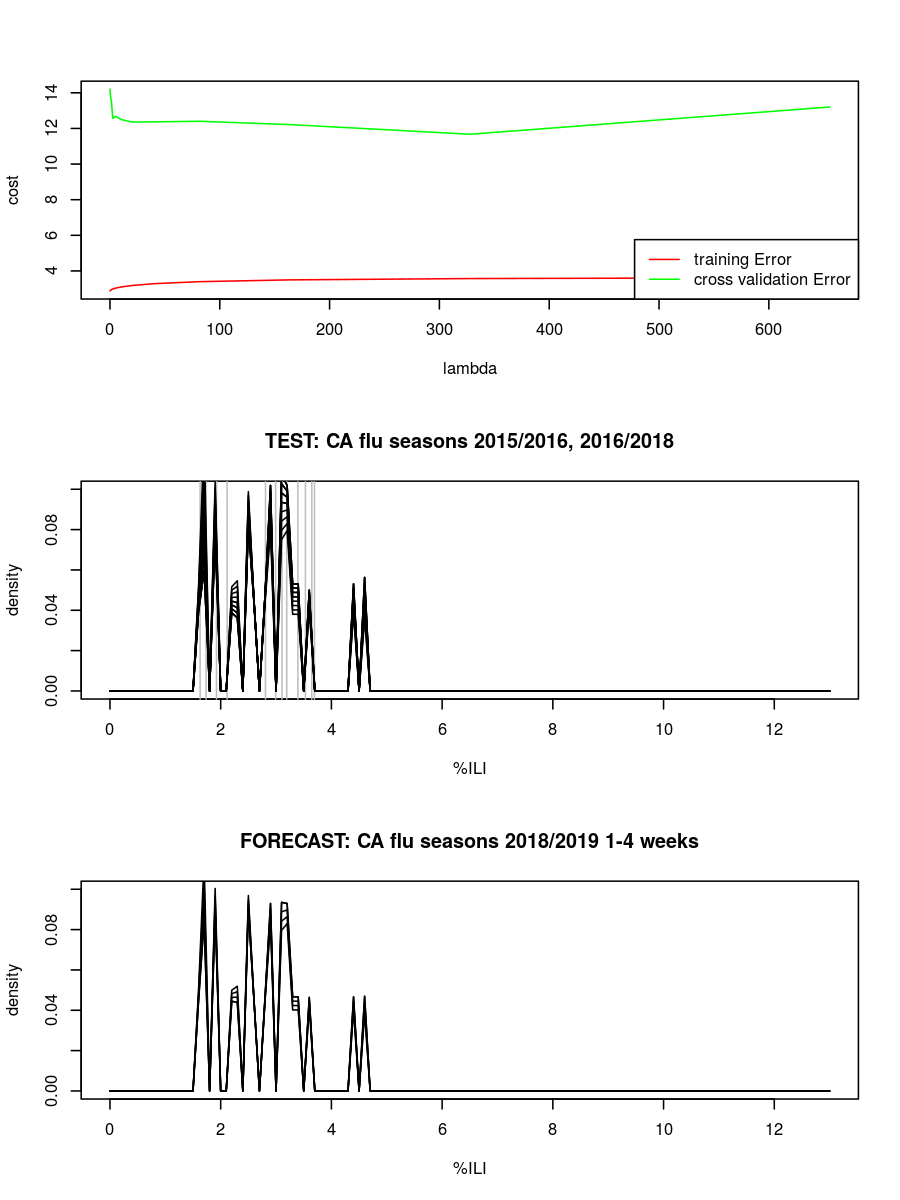 14
12
10
8
6
4
cost
training Error
cross validation Error
0 100 200 300 400 500 600
lambda
TEST: CA flu seasons 2015/2016, 2016/2018
0.08
0.04
0.00
density
0 2 4 6 8 10 12
%ILI
FORECAST: CA flu seasons 2018/2019 1-4 weeks
0.08
0.04
0.00
density
0 2 4 6 8 10 12
%ILI